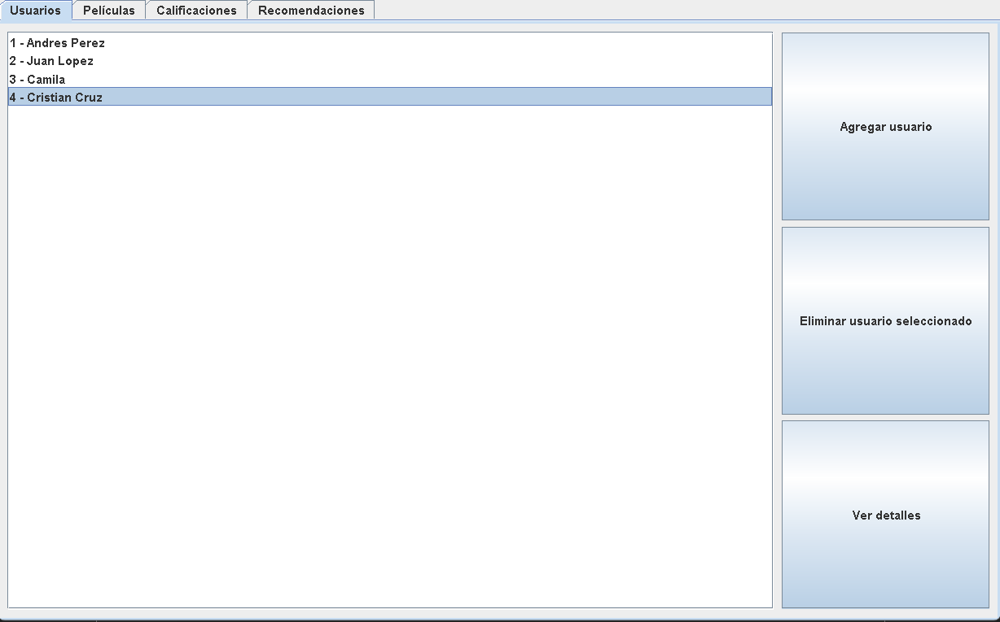 Usuarios
Películas
Calificaciones
Recomendaciones
1 - Andres Perez
2 - Juan Lopez
3 - Camila
4 - Cristian Cruz
Agregar usuario
Eliminar usuario seleccionado
Ver detalles